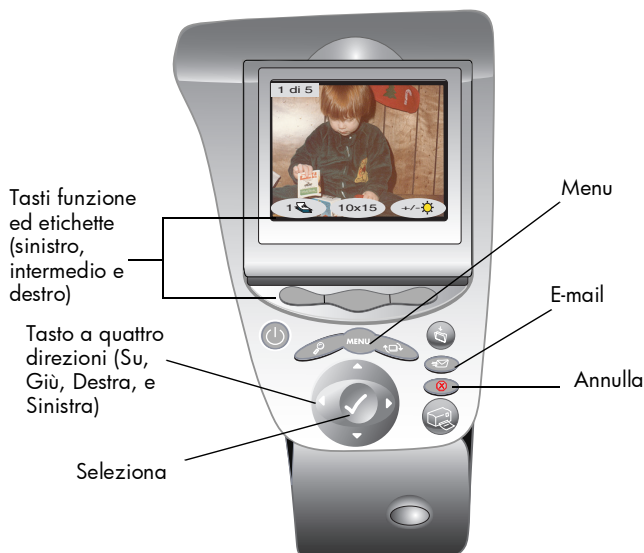 1 di 5
1
10x15
+/-
Tasti funzione
ed etichette
(sinistro,
intermedio e
destro)
Menu
E-mail
Annulla
MENU
Tasto a quattro
direzioni (Su,
Giù, Destra, e
Sinistra)
Seleziona